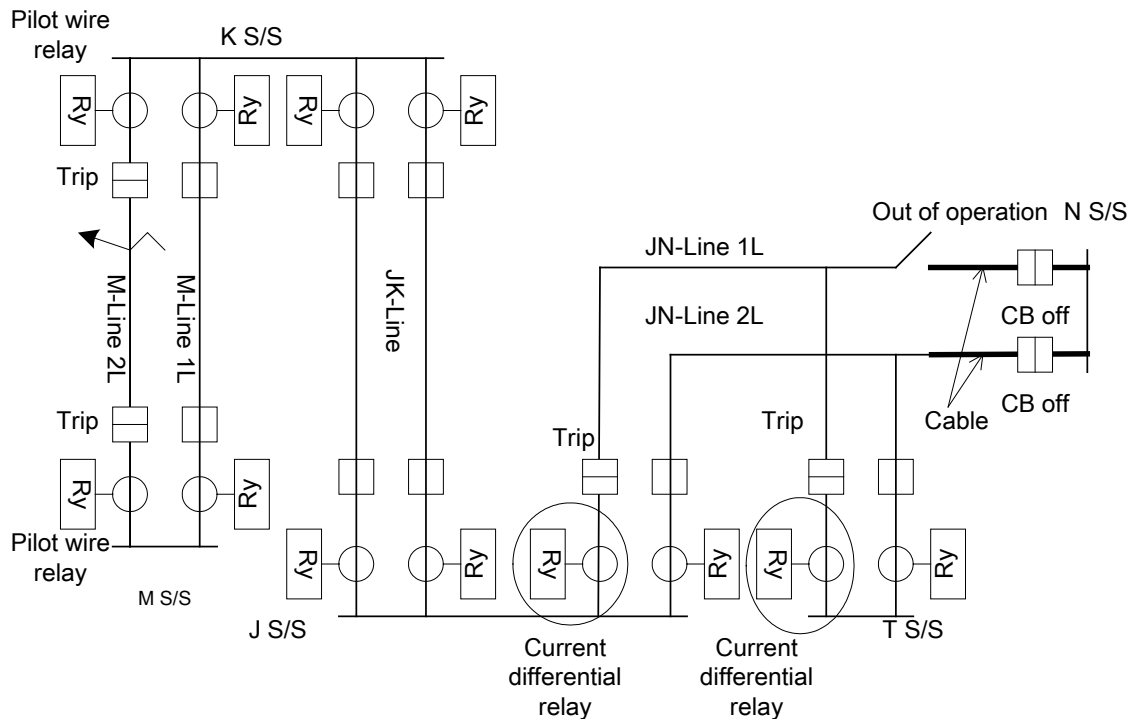 Pilot wire
relay
K S/S
Ry
Ry
Ry
Ry
Trip
Out of operation N S/S
JN-Line 1L
M-Line 2L
M-Line 1L
JK-Line
JN-Line 2L
CB off
CB off
Cable
Trip
Trip
Trip
Ry
Ry
Pilot wire
relay
M S/S
Ry
Ry
Ry
Ry
Ry
Ry
J S/S
T S/S
Current
differential
relay
Current
differential
relay